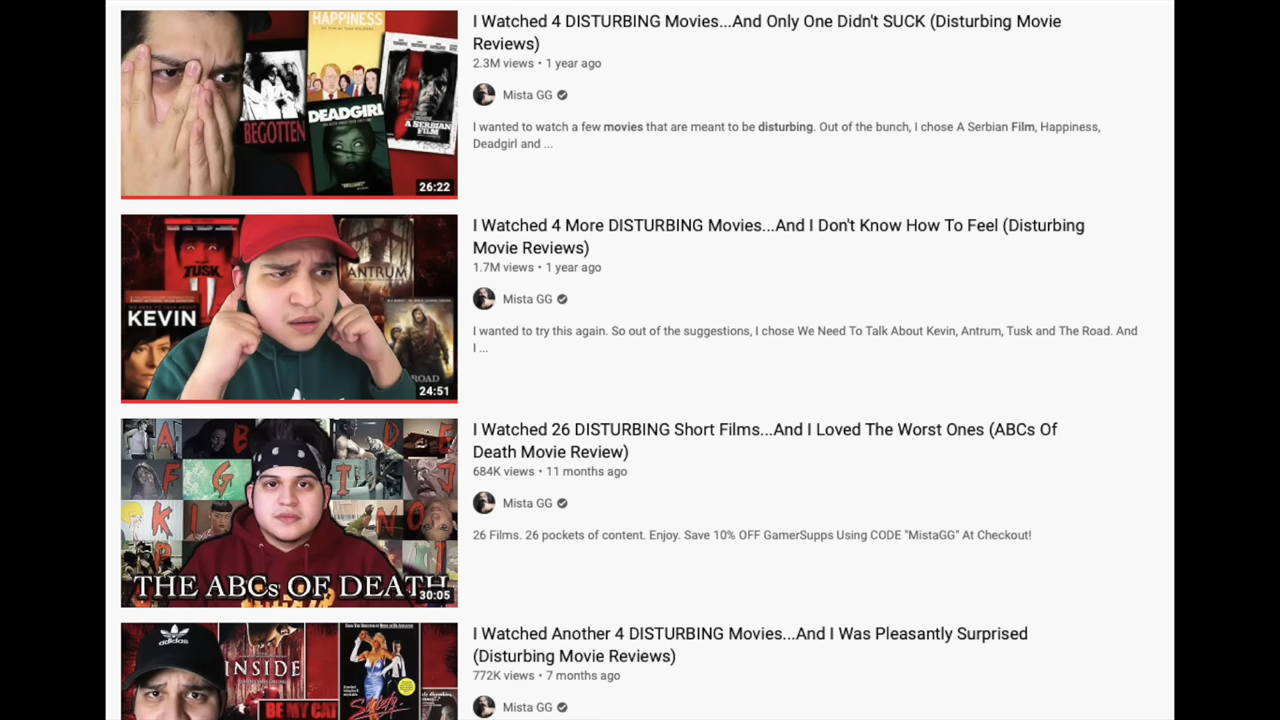 HAPPINESS
BEGOTTEN
DEADGIRL
A SERBIAN
FILM
26:22
I Watched 4 DISTURBING Movies...And Only One Didn't SUCK (Disturbing Movie
Reviews)
2.3M views • 1 year ago
Mista GG
I wanted to watch a few movies that are meant to be disturbing. Out of the bunch, I chose A Serbian Film, Happiness,
Deadgirl and ...
TUSK
ANTRUM
KEVIN
ROAD
24:51
I Watched 4 More DISTURBING Movies...And I Don't Know How To Feel (Disturbing
Movie Reviews)
1.7M views • 1 year ago
Mista GG
I wanted to try this again. So out of the suggestions, I chose We Need To Talk About Kevin, Antrum, Tusk and The Road. And
I ...
A B D E
F G I J
K L N O
P
THE ABCs OF DEATH
30:05
I Watched 26 DISTURBING Short Films...And I Loved The Worst Ones (ABCs Of
Death Movie Review)
684K views • 11 months ago
Mista GG
26 Films. 26 pockets of content. Enjoy. Save 10% OFF GamerSupps Using CODE "MistaGG" At Checkout!
adidas
INSIDE
BE MY CAT
Society
I Watched Another 4 DISTURBING Movies...And I Was Pleasantly Surprised
(Disturbing Movie Reviews)
772K views • 7 months ago
Mista GG